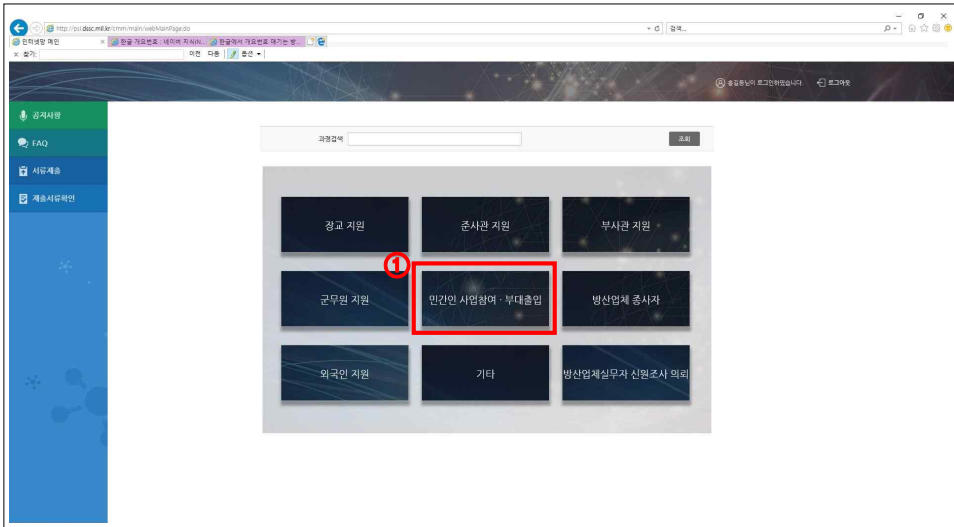 http://psi.dssc.mil.kr/cmm/main/webMainPage.do
검색...
인터넷망 메인
한글 개요번호 : 네이버 지식iN...
한글에서 개요번호 매기는 방...
찾기:
이전 다음
옵션
홍길동님이 로그인하였습니다.
로그아웃
공지사항
FAQ
서류제출
제출서류확인
과정검색
조회
장교 지원
준사관 지원
부사관 지원
①
군무원 지원
민간인 사업참여 · 부대출입
방산업체 종사자
외국인 지원
기타
방산업체실무자 신원조사 의뢰